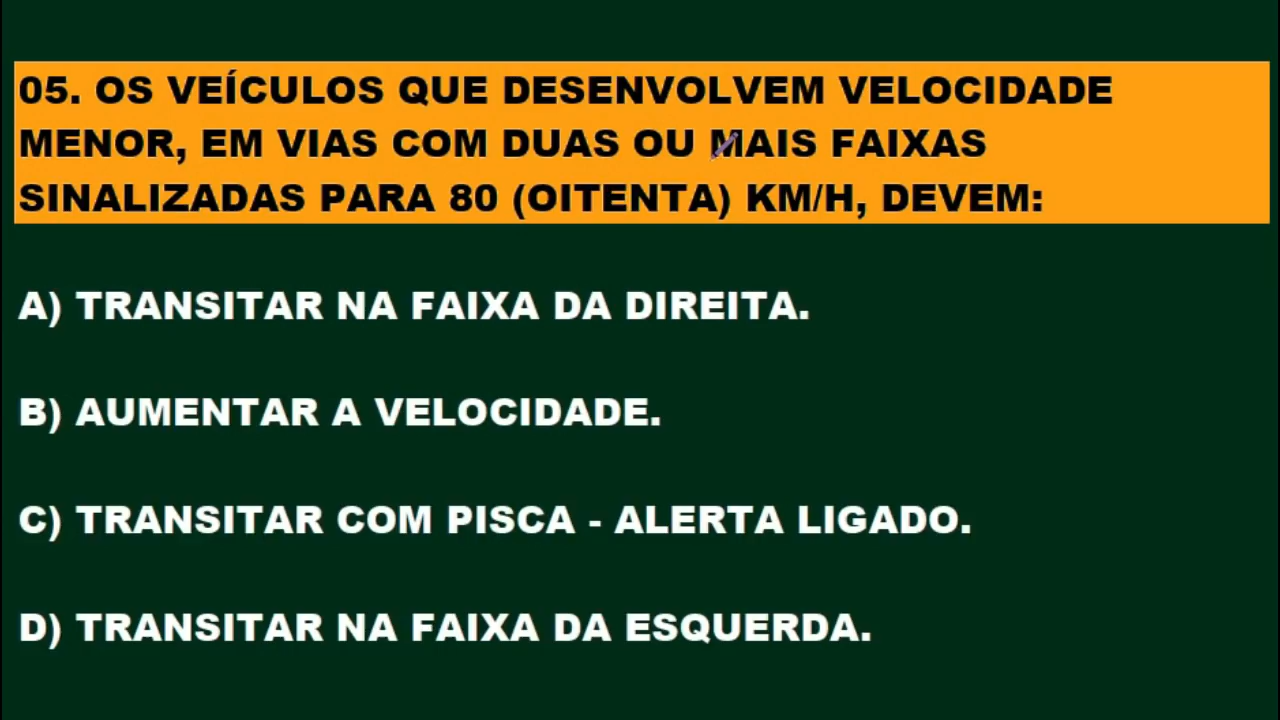 05. OS VEÍCULOS QUE DESENVOLVEM VELOCIDADE
MENOR, EM VIAS COM DUAS OU MAIS FAIXAS
SINALIZADAS PARA 80 (OITENTA) KM/H, DEVEM:
A) TRANSITAR NA FAIXA DA DIREITA.
B) AUMENTAR A VELOCIDADE.
C) TRANSITAR COM PISCA - ALERTA LIGADO.
D) TRANSITAR NA FAIXA DA ESQUERDA.